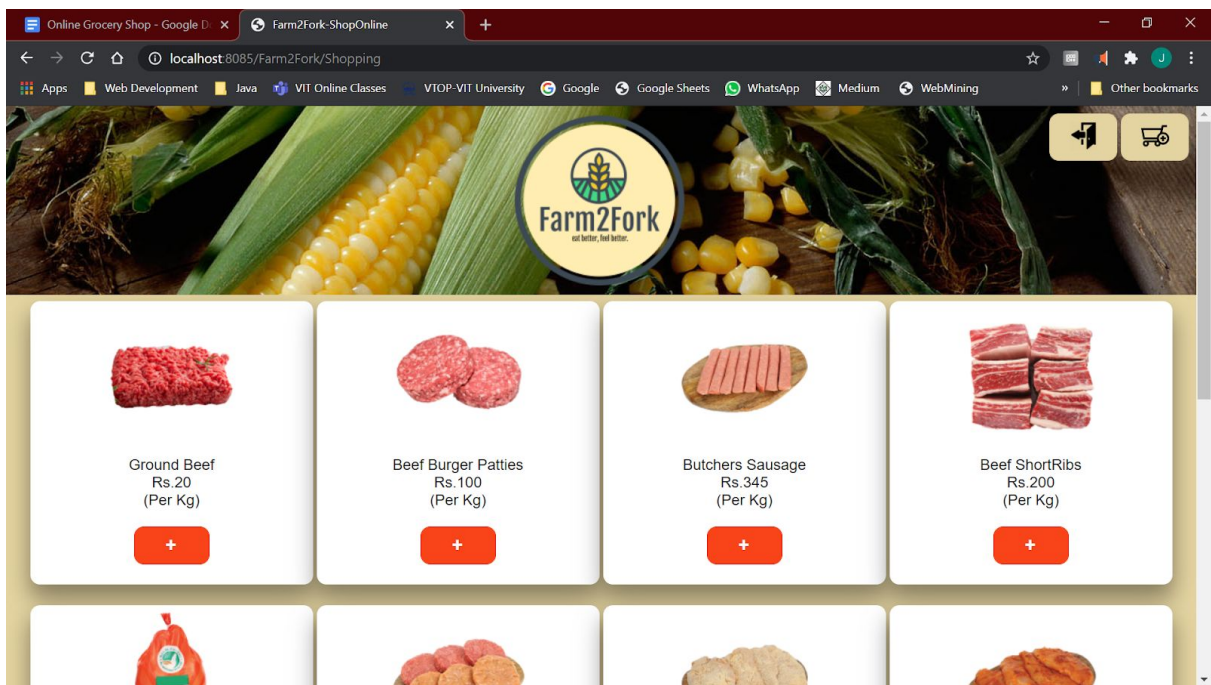 Online Grocery Shop - Google D
Farm2Fork-ShopOnline
localhost:8085/Farm2Fork/Shopping
J
Apps
Web Development
Java
VIT Online Classes
VTOP-VIT University
Google
Google Sheets
WhatsApp
Medium
WebMining
»
Other bookmarks
Farm2Fork
eat better, feel better.
Ground Beef
Rs.20
(Per Kg)
+
Beef Burger Patties
Rs.100
(Per Kg)
+
Butchers Sausage
Rs.345
(Per Kg)
+
Beef ShortRibs
Rs.200
(Per Kg)
+